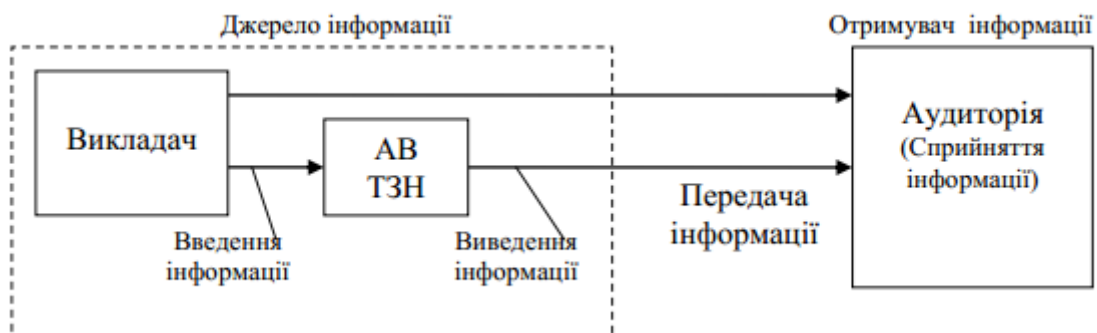 Джерело інформації
Отримувач інформації
Викладач
АВ
ТЗН
Аудиторія
(Сприйняття
інформації)
Передача
інформації
Введення
інформації
Виведення
інформації